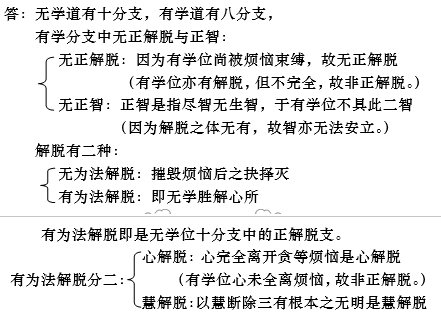 答：无学道有十分支，有学道有八分支，
有学分支中无正解脱与正智：
无正解脱：因为有学位尚被烦恼束缚，故无正解脱
（有学位亦有解脱，但不完全，故非正解脱。）
无正智：正智是指尽智无生智，于有学位不具此二智
（因为解脱之体无有，故智亦无法安立。）
解脱有二种：
无为法解脱：摧毁烦恼后之抉择灭
有为法解脱：即无学胜解心所
有为法解脱即是无学位十分支中的正解脱支。
有为法解脱分二：
心解脱：心完全离开贪等烦恼是心解脱
（有学位心未全离烦恼，故非正解脱。）
慧解脱：以慧断除三有根本之无明是慧解脱